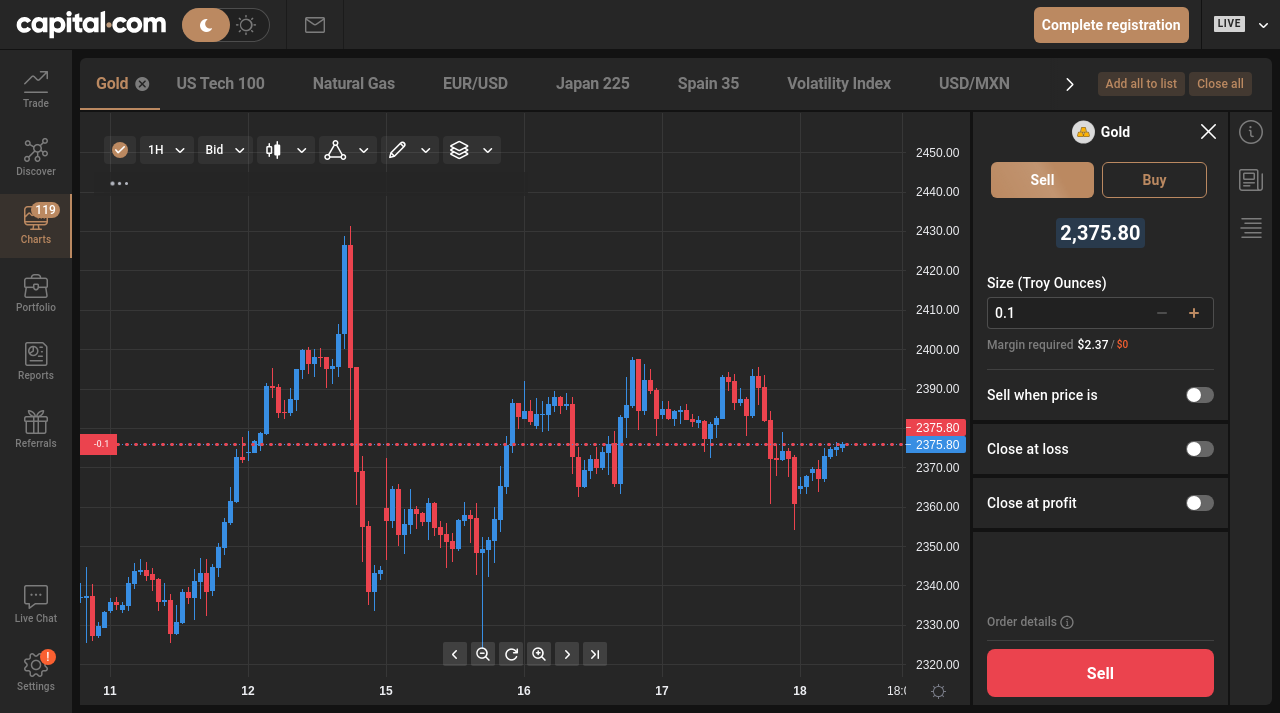 capital.com
Complete registration
LIVE
Trade
Discover
119
Charts
Portfolio
Reports
Referrals
Live Chat
!
Settings
Gold
US Tech 100
Natural Gas
EUR/USD
Japan 225
Spain 35
Volatility Index
USD/MXN
Add all to list
Close all
1H
Bid
2450.00
2440.00
2430.00
2420.00
2410.00
2400.00
2390.00
2375.80
2375.80
2370.00
2360.00
2350.00
2340.00
2330.00
2320.00
-0.1
11
12
15
16
17
18
18:0
Gold
Sell
Buy
2,375.80
Size (Troy Ounces)
0.1
Margin required $2.37 / $0
Sell when price is
Close at loss
Close at profit
Order details
Sell